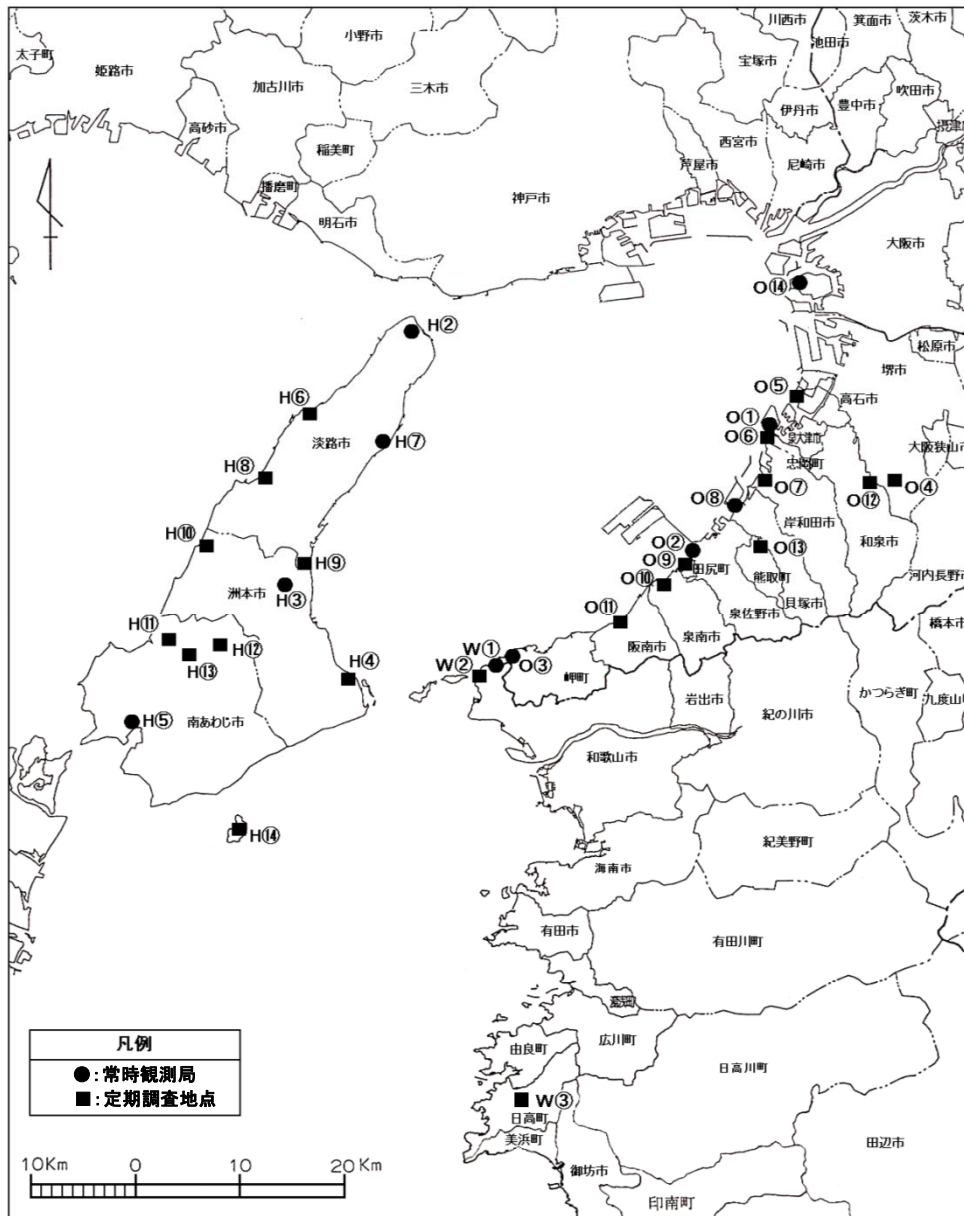 小野市
川西市
箕面市
茨木市
太子町
池田市
姫路市
宝塚市
加古川市
三木市
吹田市
豊中市
伊丹市
高砂市
摂津
西宮市
稲美町
芦屋市
尼崎市
播磨町
神戸市
明石市
大阪市
O⑭
H②
松原市
堺市
O⑤
高石市
H⑥
淡路市
O①
泉大津市
H⑦
O⑥
大阪狭山市
忠岡町
H⑧
O⑦
O⑫
O④
O⑧
岸和田市
H⑩
O②
和泉市
H⑨
O⑨
田尻町
O⑬
熊取町
河内長野市
洲本市
H③
O⑩
泉佐野市
貝塚市
O⑪
H⑪
阪南市
泉南市
橋本市
H⑫
W①
H⑬
H④
W②
O③
岬町
かつらぎ町
岩出市
九度山
H⑤
南あわじ市
紀の川市
和歌山市
H⑭
紀美野町
海南市
有田市
有田川町
凡例
広川町
由良町
●:常時観測局
日高川町
■:定期調査地点
W③
日高町
美浜町
田辺市
10Km
0
10
20 Km
御坊市
印南町